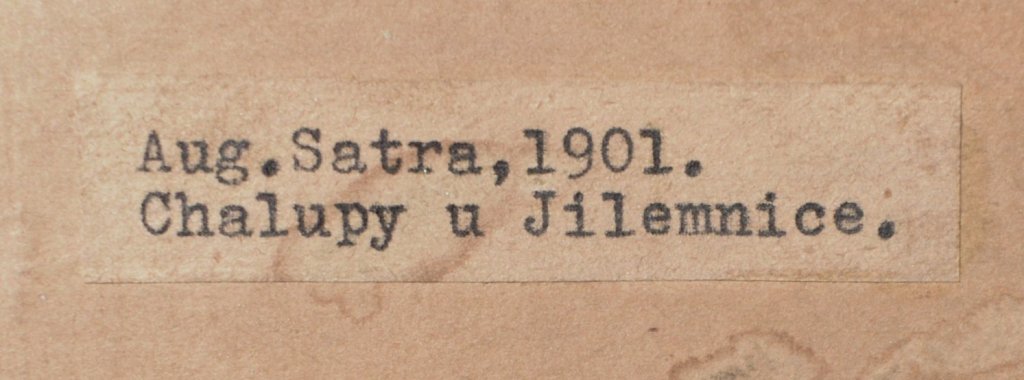 Aug.Satra,1901.
Chalupy u Jilemnice.